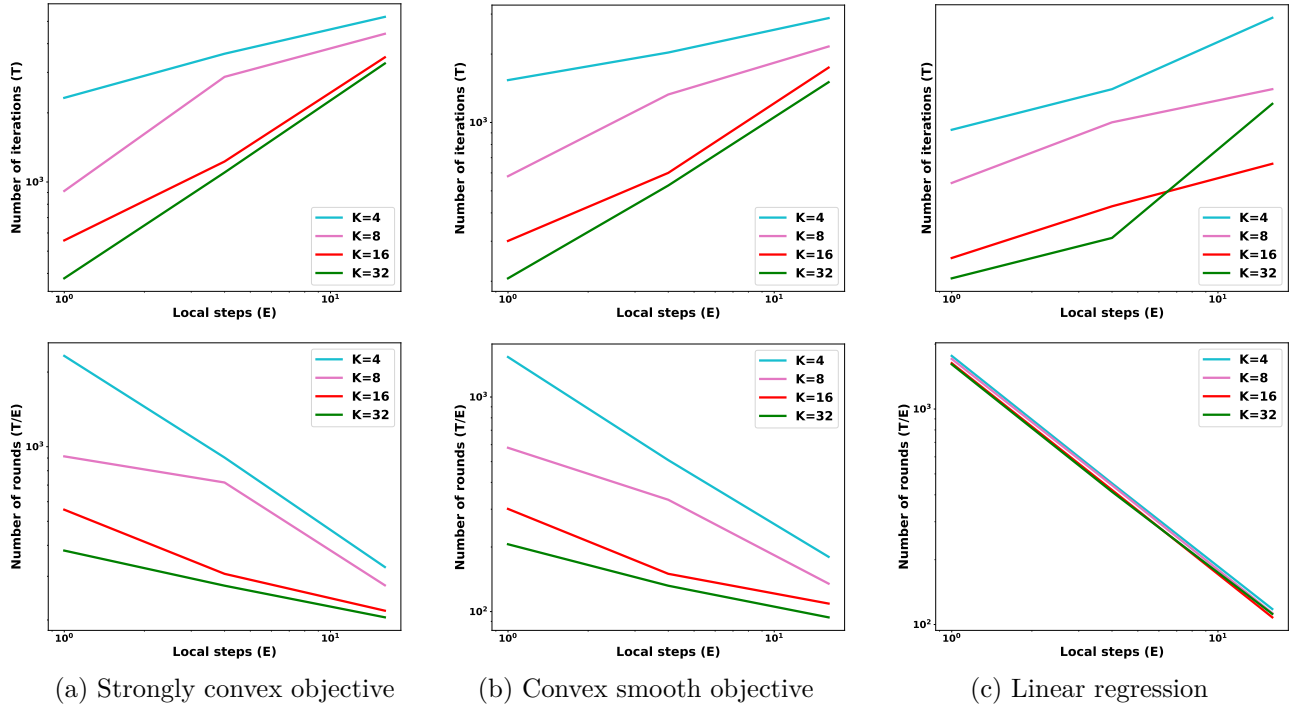 Number of iterations (T)
10³
K=4
K=8
K=16
K=32
10⁰
10¹
Local steps (E)
Number of iterations (T)
10³
K=4
K=8
K=16
K=32
10⁰
10¹
Local steps (E)
Number of iterations (T)
K=4
K=8
K=16
K=32
10⁰
10¹
Local steps (E)
Number of rounds (T/E)
10³
K=4
K=8
K=16
K=32
10⁰
10¹
Local steps (E)
Number of rounds (T/E)
10³
10²
K=4
K=8
K=16
K=32
10⁰
10¹
Local steps (E)
Number of rounds (T/E)
10³
10²
K=4
K=8
K=16
K=32
10⁰
10¹
Local steps (E)
(a) Strongly convex objective
(b) Convex smooth objective
(c) Linear regression